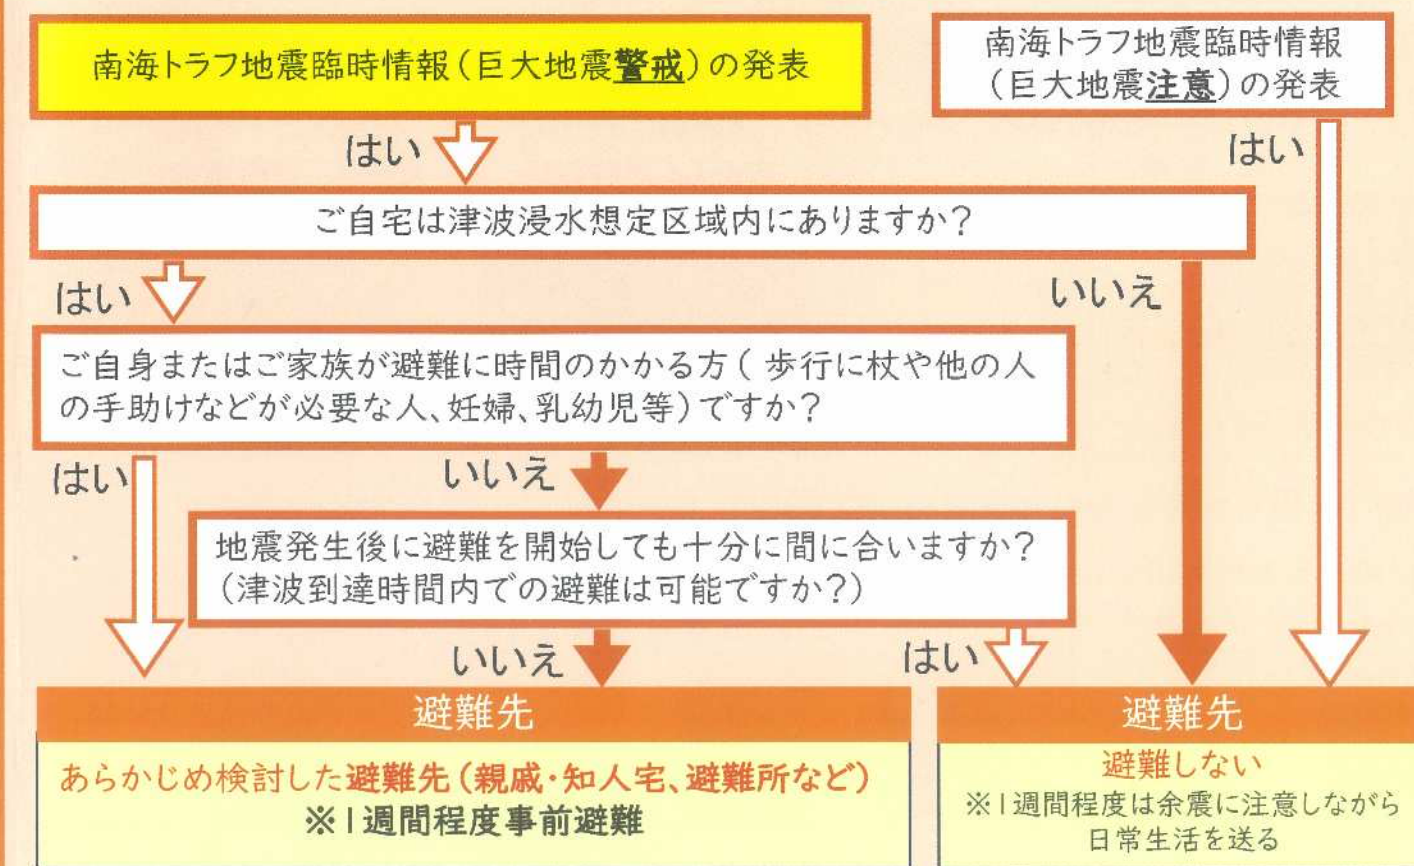 南海トラフ地震臨時情報(巨大地震警戒)の発表
南海トラフ地震臨時情報
(巨大地震注意)の発表
はい
はい
ご自宅は津波浸水想定区域内にありますか?
はい
いいえ
ご自身またはご家族が避難に時間のかかる方( 歩行に杖や他の人
の手助けなどが必要な人、妊婦、乳幼児等)ですか?
はい
いいえ
地震発生後に避難を開始しても十分に間に合いますか?
(津波到達時間内での避難は可能ですか?)
いいえ
はい
避難先
あらかじめ検討した避難先(親戚・知人宅、避難所など)
※1週間程度事前避難
避難先
避難しない
※1週間程度は余震に注意しながら
日常生活を送る